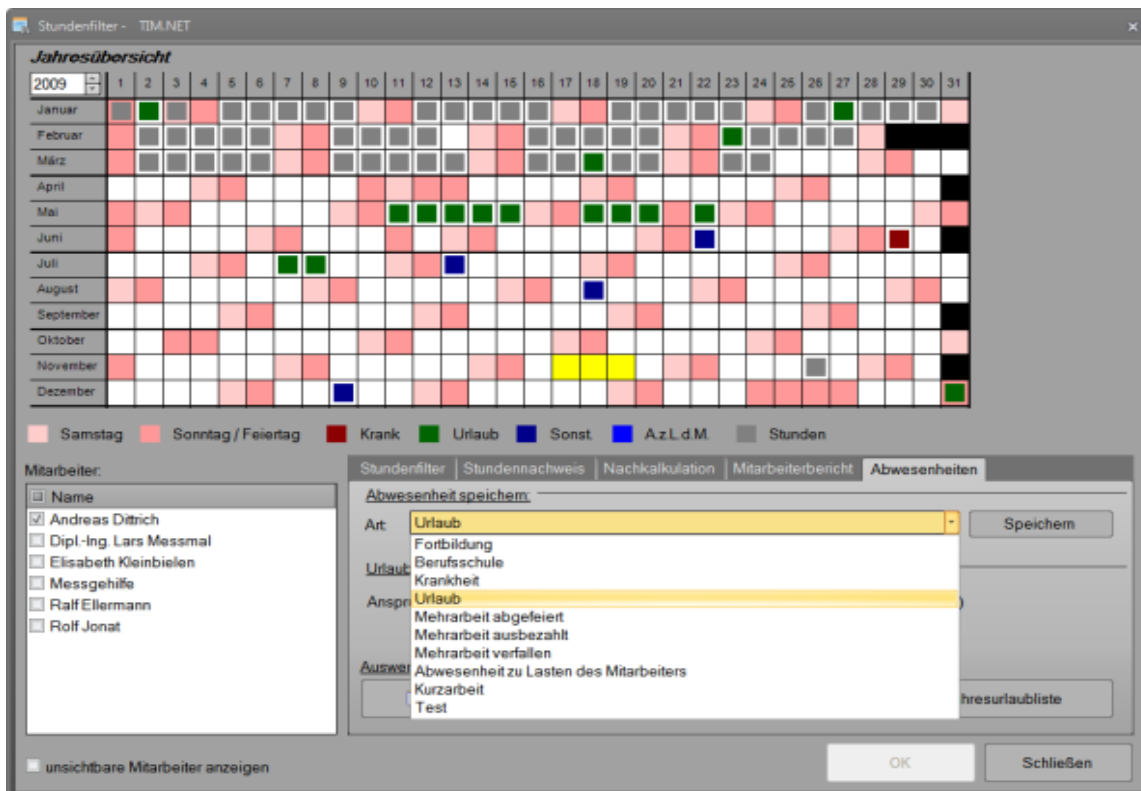 Stundenfilter - TIM.NET
Jahresübersicht
2009 1 2 3 4 5 6 7 8 9 10 11 12 13 14 15 16 17 18 19 20 21 22 23 24 25 26 27 28 29 30 31
Januar
Februar
März
April
Mai
Juni
Juli
August
September
Oktober
November
Dezember
Samstag Sonntag / Feiertag Krank Urlaub Sonst. A.z.L.d.M. Stunden
Mitarbeiter:
Name
Andreas Dittrich
Dipl.-Ing. Lars Messmal
Elisabeth Kleinbielen
Messgehilfe
Ralf Ellermann
Rolf Jonat
unsichtbare Mitarbeiter anzeigen
Stundenfilter Stundennachweis Nachkalkulation Mitarbeiterbericht Abwesenheiten
Abwesenheit speichern:
Art: Urlaub Speichern
Fortbildung
Berufsschule
Krankheit
Urlaub
Mehrarbeit abgefeiert
Mehrarbeit ausbezahlt
Mehrarbeit verfallen
Abwesenheit zu Lasten des Mitarbeiters
Kurzarbeit
Test
Urlaub
Anspr )
Auswer
hresurlaubliste
OK Schließen